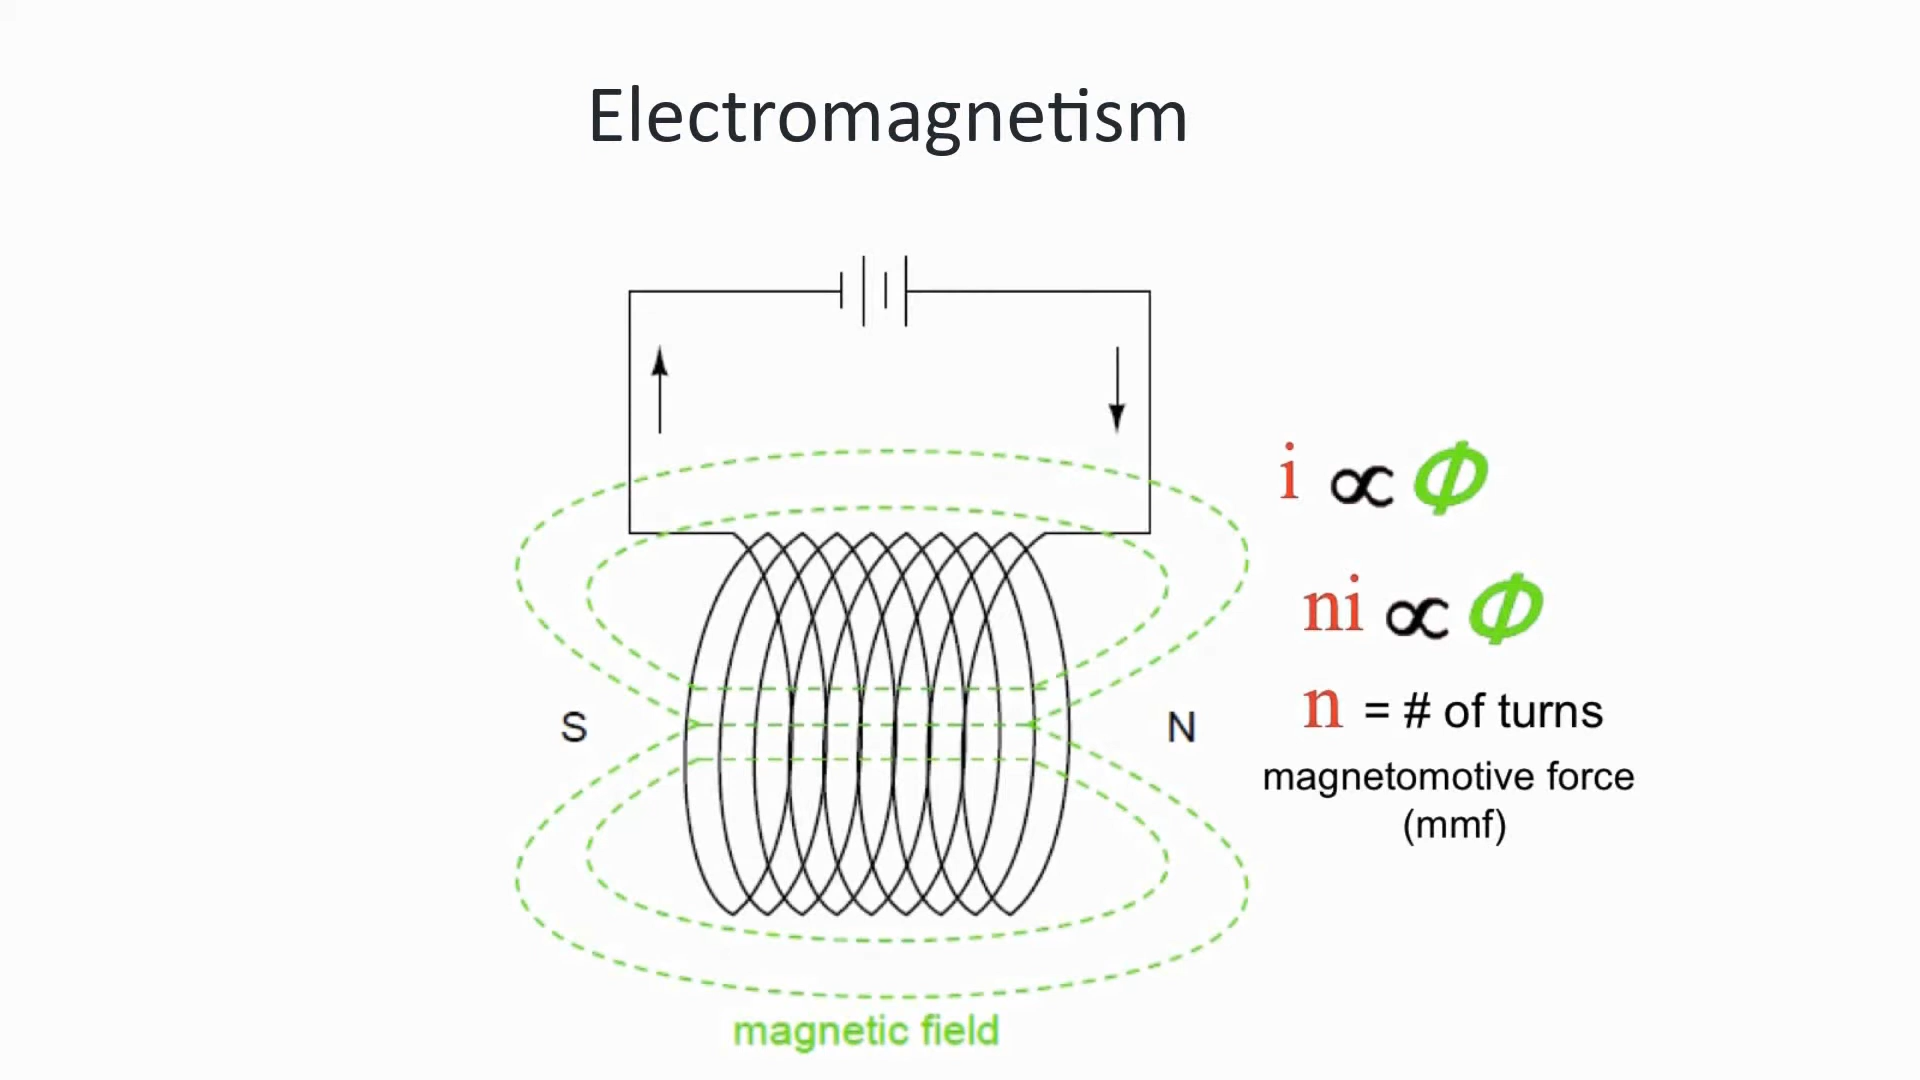 Electromagnetism
i ∝ Φ
ni ∝ Φ
S
N
n = # of turns
magnetomotive force
(mmf)
magnetic field